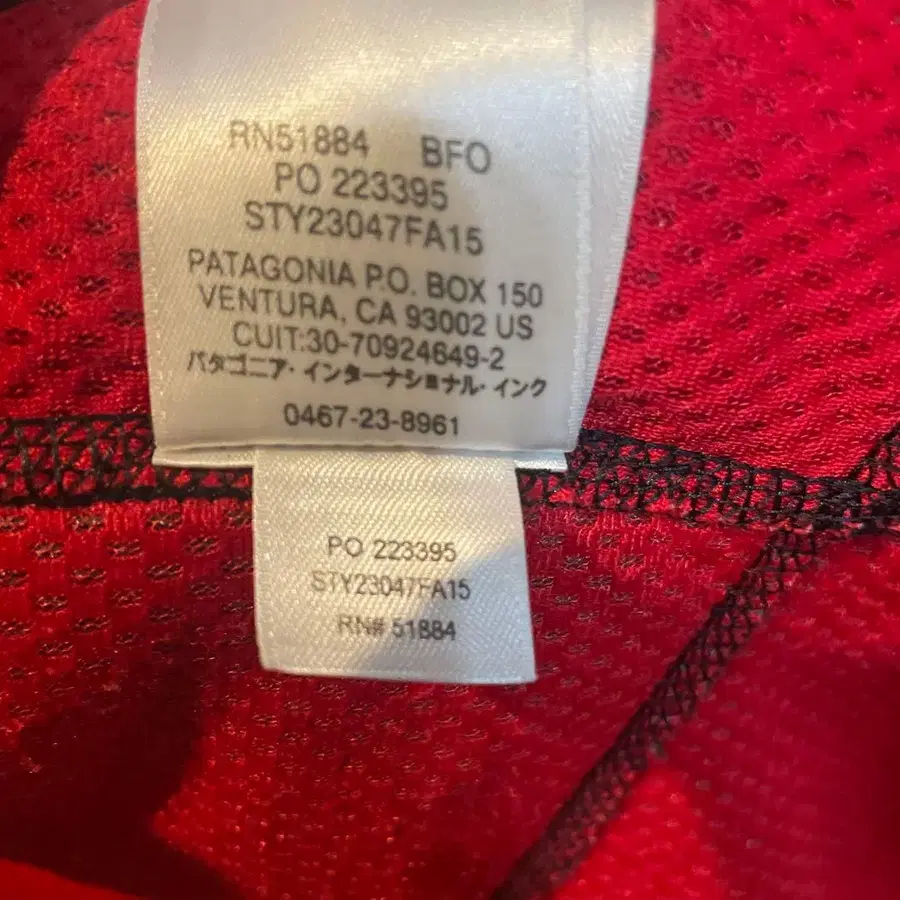 RN51884 BFO
PO 223395
STY23047FA15
PATAGONIA P.O. BOX 150
VENTURA, CA 93002 US
CUIT:30-70924649-2
パタゴニア・インターナショナル・インク
0467-23-8961
PO 223395
STY23047FA15
RN# 51884